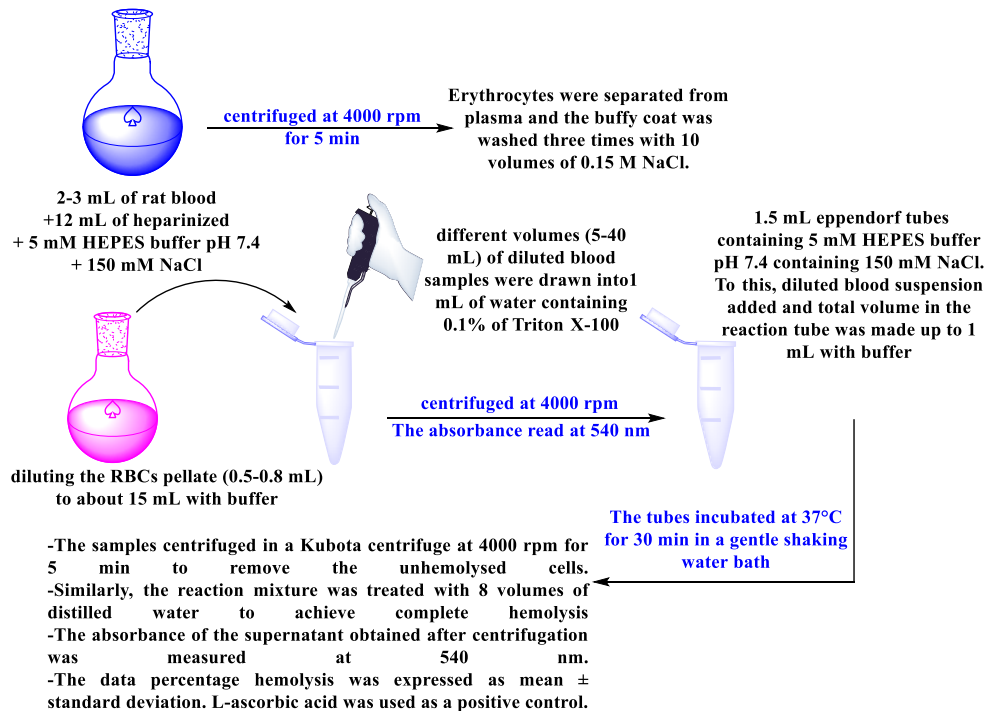 centrifuged at 4000 rpm
for 5 min
Erythrocytes were separated from
plasma and the buffy coat was
washed three times with 10
volumes of 0.15 M NaCl.
2-3 mL of rat blood
+12 mL of heparinized
+ 5 mM HEPES buffer pH 7.4
+ 150 mM NaCl
different volumes (5-40
mL) of diluted blood
samples were drawn into1
mL of water containing
0.1% of Triton X-100
1.5 mL eppendorf tubes
containing 5 mM HEPES buffer
pH 7.4 containing 150 mM NaCl.
To this, diluted blood suspension
added and total volume in the
reaction tube was made up to 1
mL with buffer
centrifuged at 4000 rpm
The absorbance read at 540 nm
diluting the RBCs pellate (0.5-0.8 mL)
to about 15 mL with buffer
The tubes incubated at 37°C
for 30 min in a gentle shaking
water bath
-The samples centrifuged in a Kubota centrifuge at 4000 rpm for
5 min to remove the unhemolysed cells.
-Similarly, the reaction mixture was treated with 8 volumes of
distilled water to achieve complete hemolysis
-The absorbance of the supernatant obtained after centrifugation
was measured at 540 nm.
-The data percentage hemolysis was expressed as mean ±
standard deviation. L-ascorbic acid was used as a positive control.